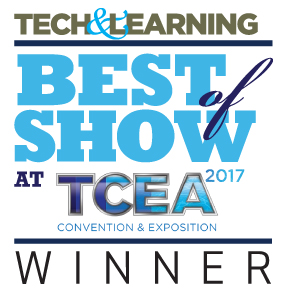 TECH&LEARNING
BEST of
SHOW
AT TCEA 2017
CONVENTION & EXPOSITION
WINNER